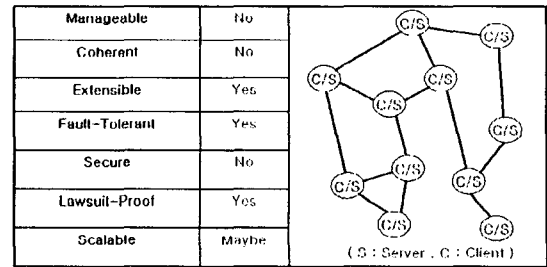 Manageable No
Coherent No
Extensible Yes
Fault-Tolerant Yes
Secure No
Lawsuit-Proof Yes
Scalable Maybe
C/S
C/S
C/S
C/S
C/S
C/S
C/S
C/S
C/S
C/S
C/S
( S : Server , C : Client )